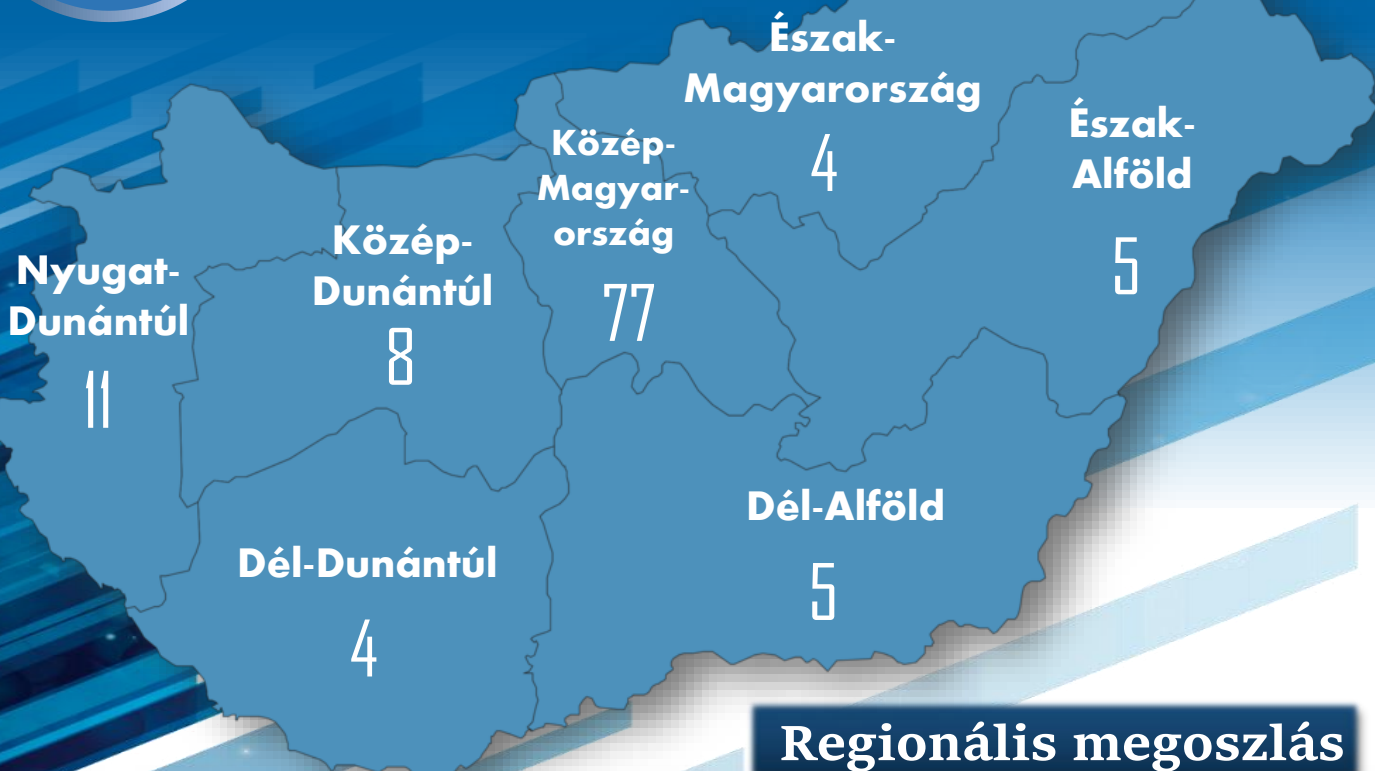 Észak-
Magyarország
4
Észak-
Alföld
5
Közép-
Magyar-
ország
77
Közép-
Dunántúl
8
Nyugat-
Dunántúl
11
Dél-Alföld
5
Dél-Dunántúl
4
Regionális megoszlás